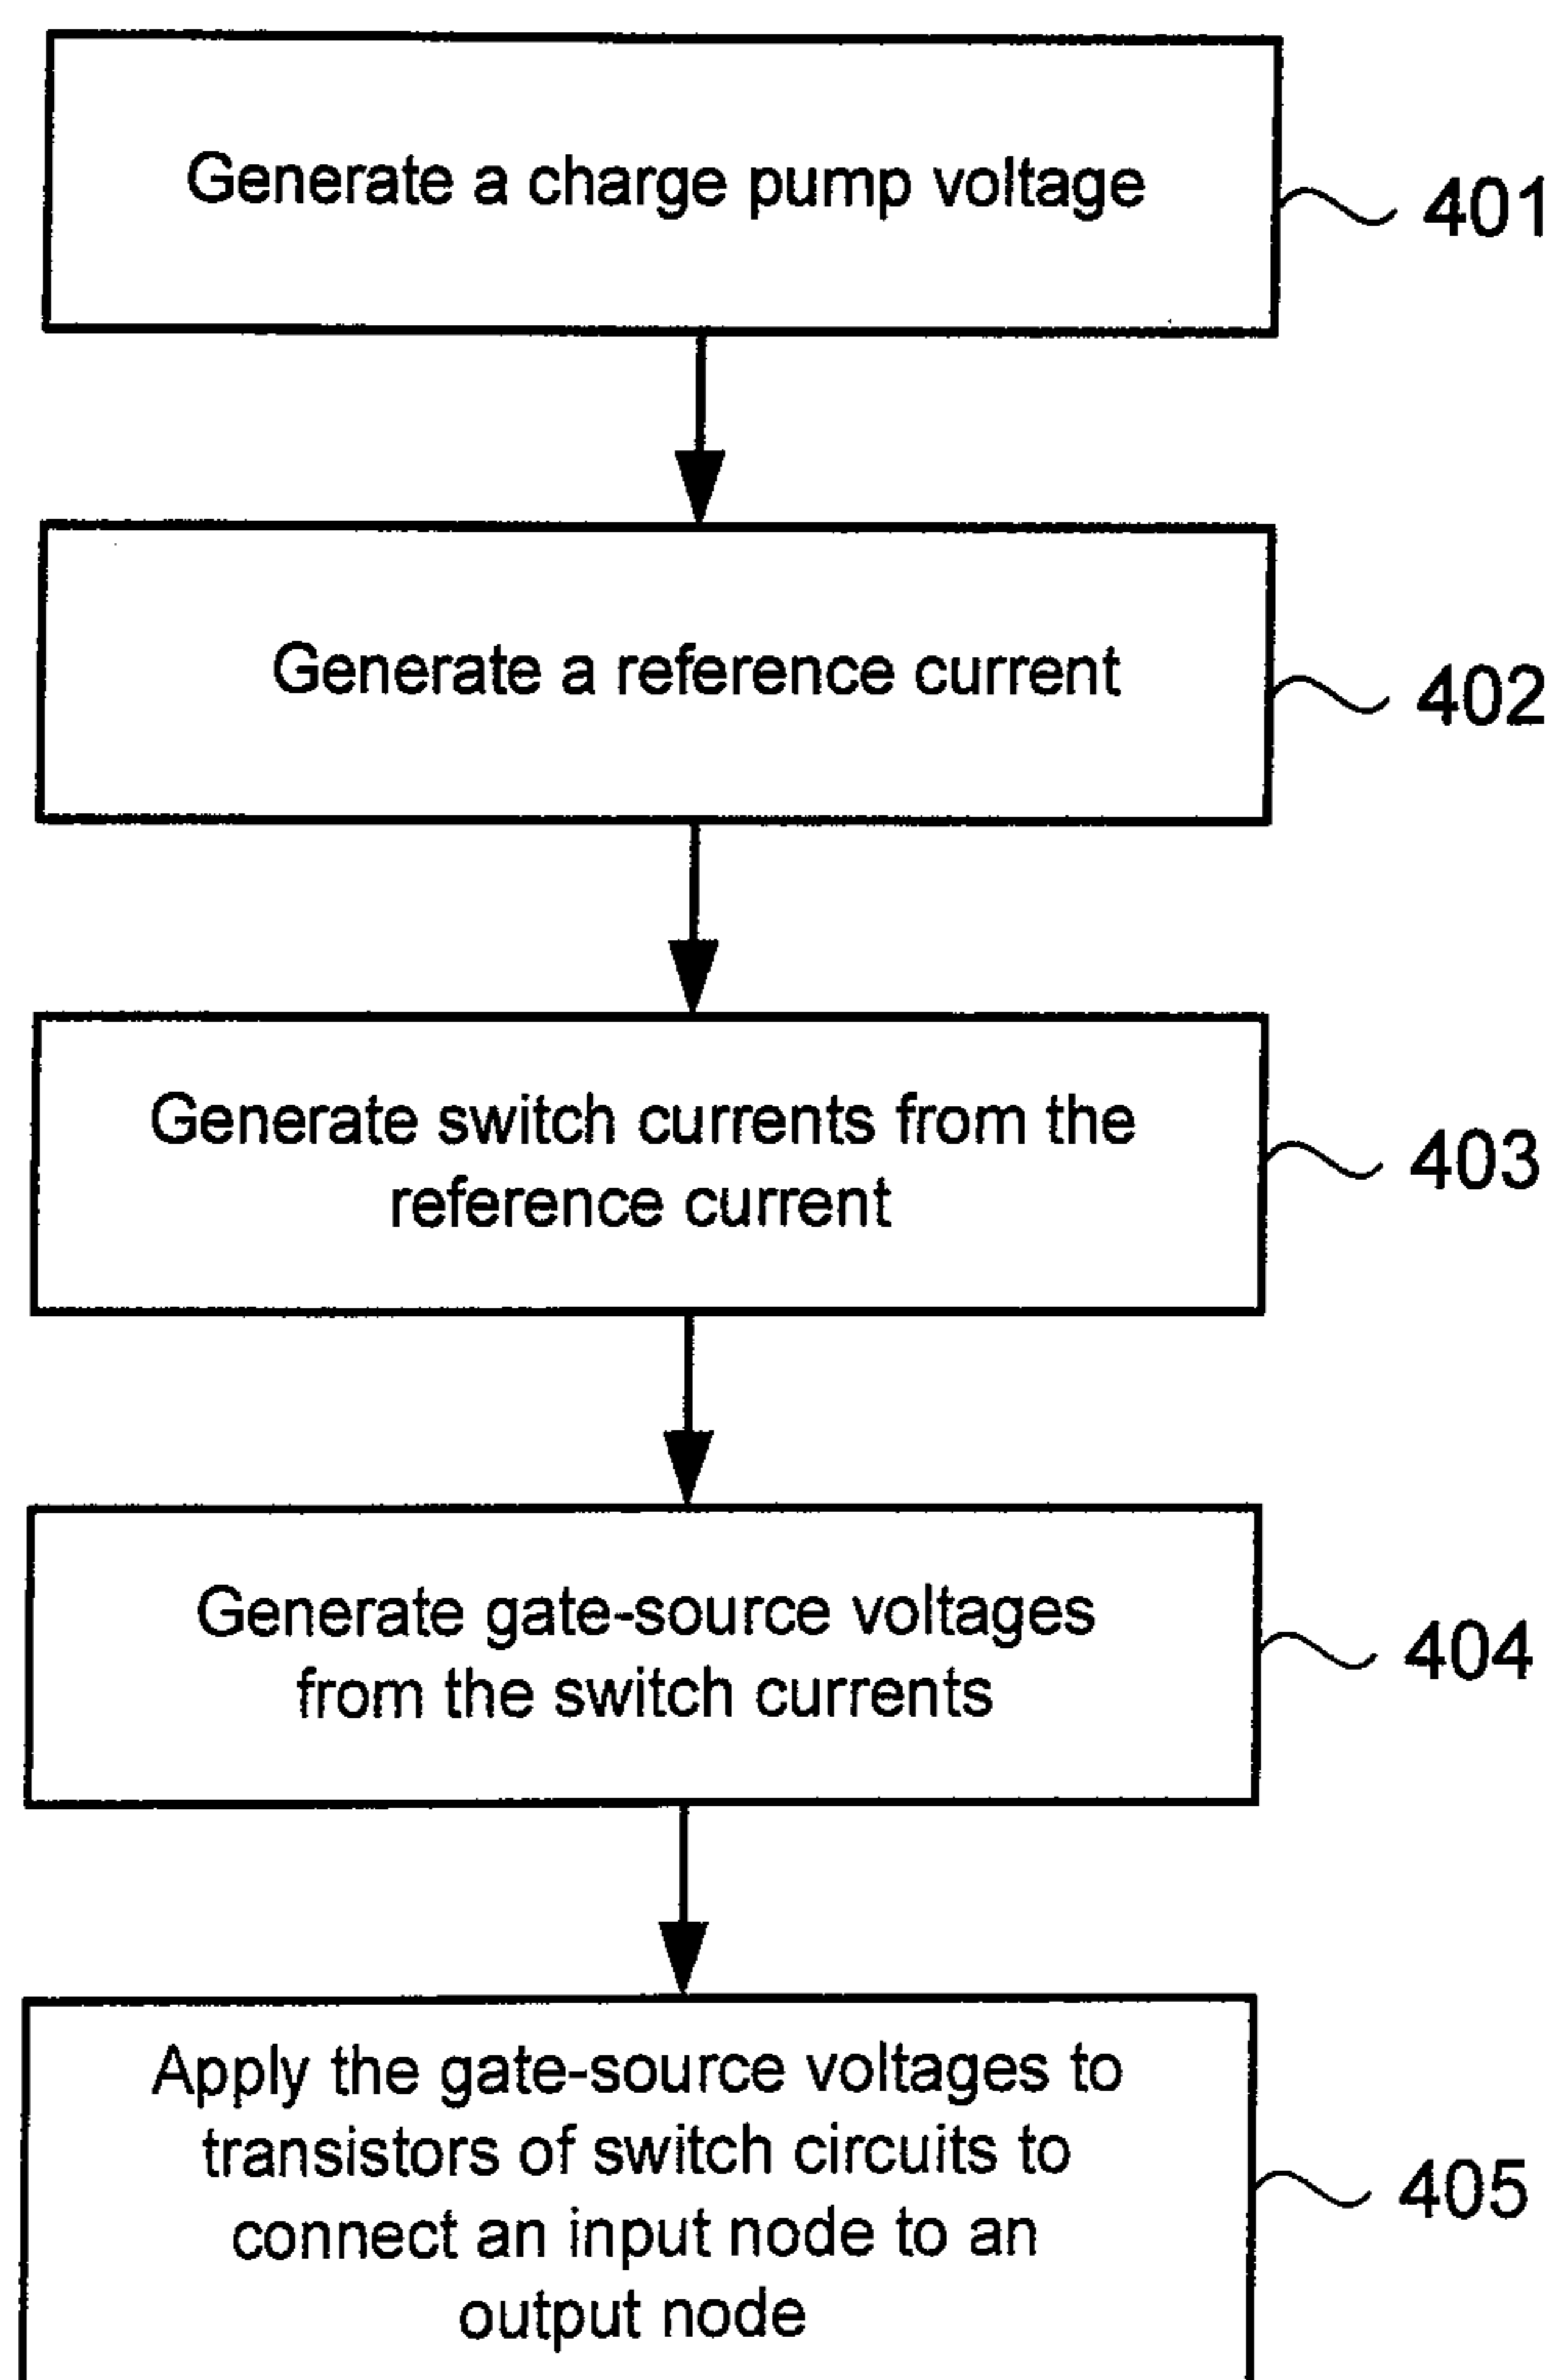 Generate a charge pump voltage
401
Generate a reference current
402
Generate switch currents from the
reference current
403
Generate gate-source voltages
from the switch currents
404
Apply the gate-source voltages to
transistors of switch circuits to
connect an input node to an
output node
405